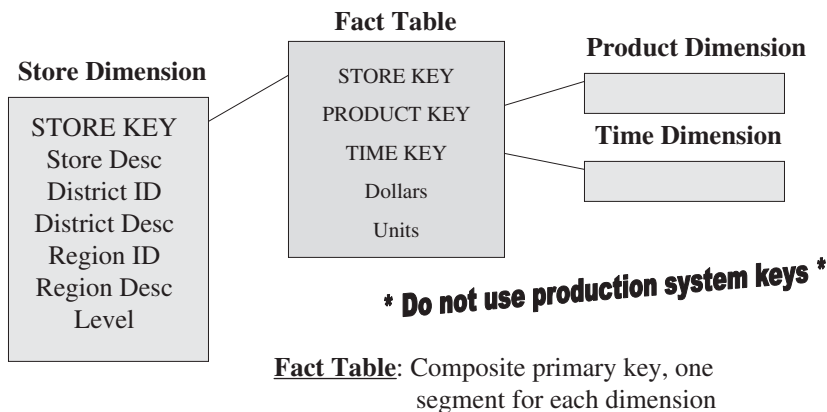 Fact Table
STORE KEY
PRODUCT KEY
TIME KEY
Dollars
Units
Store Dimension
STORE KEY
Store Desc
District ID
District Desc
Region ID
Region Desc
Level
Product Dimension
Time Dimension
* Do not use production system keys *
Fact Table: Composite primary key, one
segment for each dimension